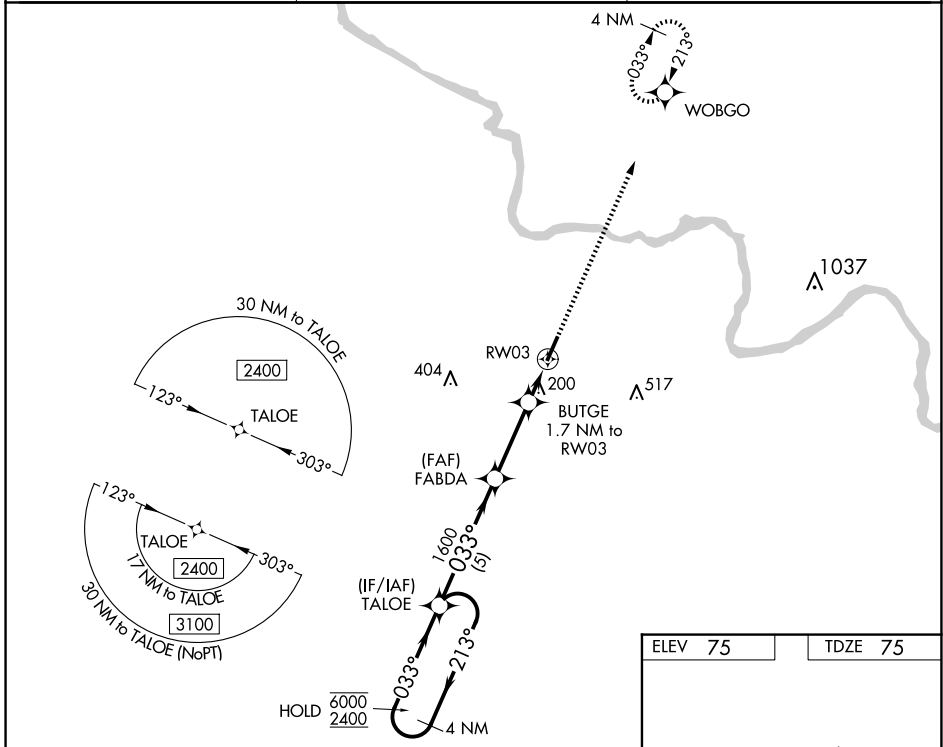 4 NM
033°
213°
WOBGO
1037
30 NM to TALOE
2400
123°
TALOE
303°
RW03
404
200
517
BUTGE
1.7 NM to
RW03
(FAF)
FABDA
123°
TALOE
303°
2400
17 NM to TALOE
3100
30 NM to TALOE (NoPT)
1600
033°
(5)
(IF/IAF)
TALOE
033°
213°
HOLD 6000
2400
4 NM
ELEV 75
TDZE 75